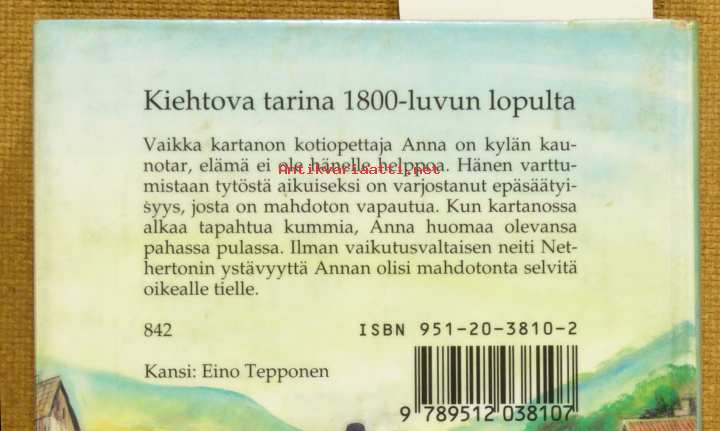 Kiehtova tarina 1800-luvun lopulta
Vaikka kartanon kotiopettaja Anna on kylän kau-
notar, elämä ei ole hänelle helppoa. Hänen varttu-
Antikvariaatti.net
mistaan tytöstä aikuiseksi on varjostanut epäsäätyi-
syys, josta on mahdoton vapautua. Kun kartanossa
alkaa tapahtua kummia, Anna huomaa olevansa
pahassa pulassa. Ilman vaikutusvaltaisen neiti Net-
hertonin ystävyyttä Annan olisi mahdotonta selvitä
oikealle tielle.
842
ISBN 951-20-3810-2
Kansi: Eino Tepponen
9 789512 038107